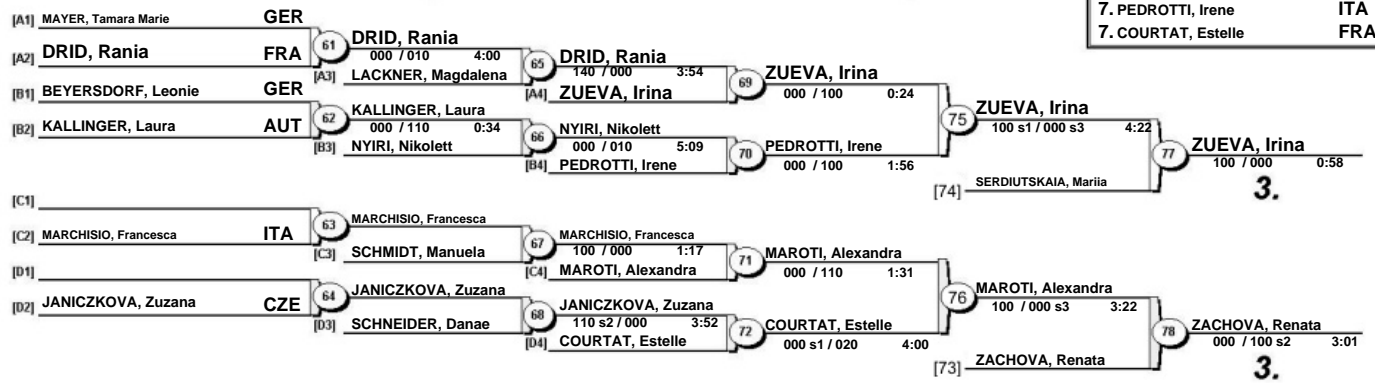 7. PEDROTTI, Irene ITA
7. COURTAT, Estelle FRA
[A1] MAYER, Tamara Marie GER
[A2] DRID, Rania FRA
61
DRID, Rania
000 / 010 4:00
[A3] LACKNER, Magdalena
65
DRID, Rania
140 / 000 3:54
[A4] ZUEVA, Irina
69
ZUEVA, Irina
000 / 100 0:24
[B1] BEYERSDORF, Leonie GER
[B2] KALLINGER, Laura AUT
62
KALLINGER, Laura
000 / 110 0:34
[B3] NYIRI, Nikolett
66
NYIRI, Nikolett
000 / 010 5:09
[B4] PEDROTTI, Irene
70
PEDROTTI, Irene
000 / 100 1:56
75
ZUEVA, Irina
100 s1 / 000 s3 4:22
[74] SERDIUTSKAIA, Mariia
77
ZUEVA, Irina
100 / 000 0:58
3.
[C1]
[C2] MARCHISIO, Francesca ITA
63
MARCHISIO, Francesca
[C3] SCHMIDT, Manuela
67
MARCHISIO, Francesca
100 / 000 1:17
[C4] MAROTI, Alexandra
71
MAROTI, Alexandra
000 / 110 1:31
[D1]
[D2] JANICZKOVA, Zuzana CZE
64
JANICZKOVA, Zuzana
[D3] SCHNEIDER, Danae
68
JANICZKOVA, Zuzana
110 s2 / 000 3:52
[D4] COURTAT, Estelle
72
COURTAT, Estelle
000 s1 / 020 4:00
76
MAROTI, Alexandra
100 / 000 s3 3:22
[73] ZACHOVA, Renata
78
ZACHOVA, Renata
000 / 100 s2 3:01
3.